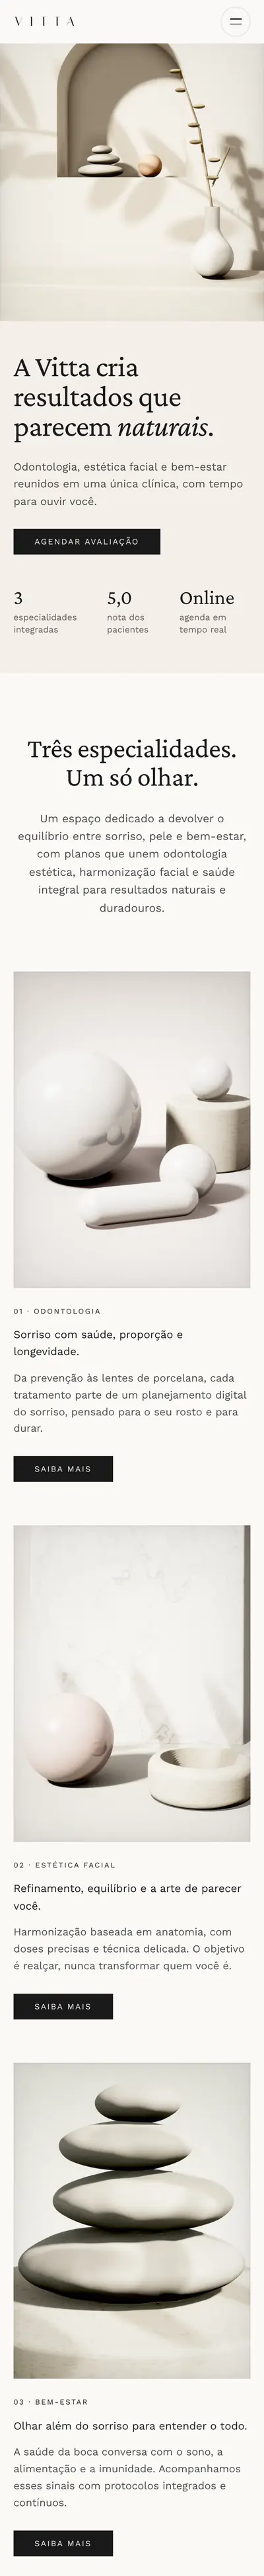 VITTA
A Vitta cria
resultados que
parecem naturais.
Odontologia, estética facial e bem-estar
reunidos em uma única clínica, com tempo
para ouvir você.
AGENDAR AVALIAÇÃO
3
especialidades
integradas
5,0
nota dos
pacientes
Online
agenda em
tempo real
Três especialidades.
Um só olhar.
Um espaço dedicado a devolver o
equilíbrio entre sorriso, pele e bem-estar,
com planos que unem odontologia
estética, harmonização facial e saúde
integral para resultados naturais e
duradouros.
01 · ODONTOLOGIA
Sorriso com saúde, proporção e
longevidade.
Da prevenção às lentes de porcelana, cada
tratamento parte de um planejamento digital
do sorriso, pensado para o seu rosto e para
durar.
SAIBA MAIS
02 · ESTÉTICA FACIAL
Refinamento, equilíbrio e a arte de parecer
você.
Harmonização baseada em anatomia, com
doses precisas e técnica delicada. O objetivo
é realçar, nunca transformar quem você é.
SAIBA MAIS
03 · BEM-ESTAR
Olhar além do sorriso para entender o todo.
A saúde da boca conversa com o sono, a
alimentação e a imunidade. Acompanhamos
esses sinais com protocolos integrados e
contínuos.
SAIBA MAIS